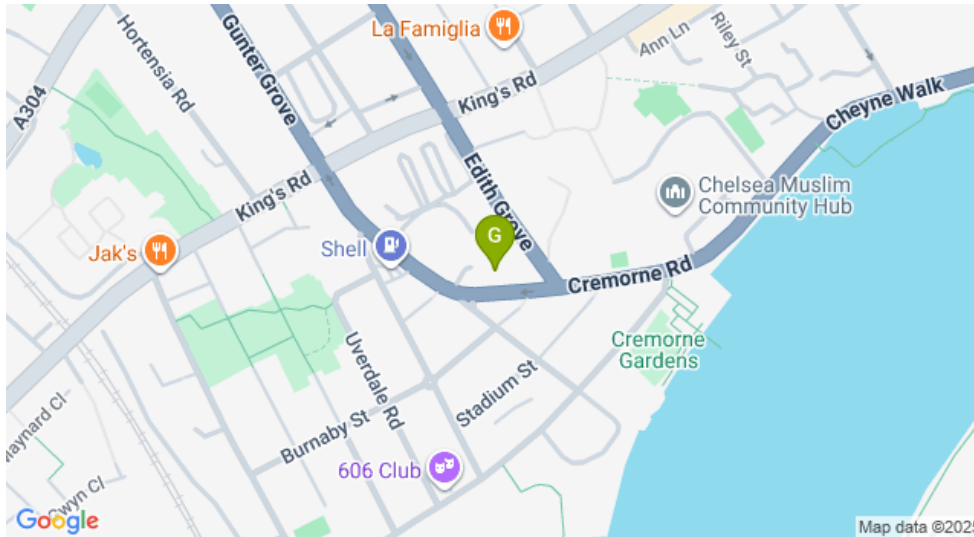 La Famiglia
Ann Ln
Riley St
Hortensia Rd
Gunter Grove
A304
King's Rd
Cheyne Walk
Edith Grove
Chelsea Muslim
Community Hub
King's Rd
Jak's
Shell
Cremorne Rd
Cremorne
Gardens
Uverdale Rd
Stadium St
Burnaby St
Maynard Cl
606 Club
Gwyn Cl
Google
Map data ©2025
G